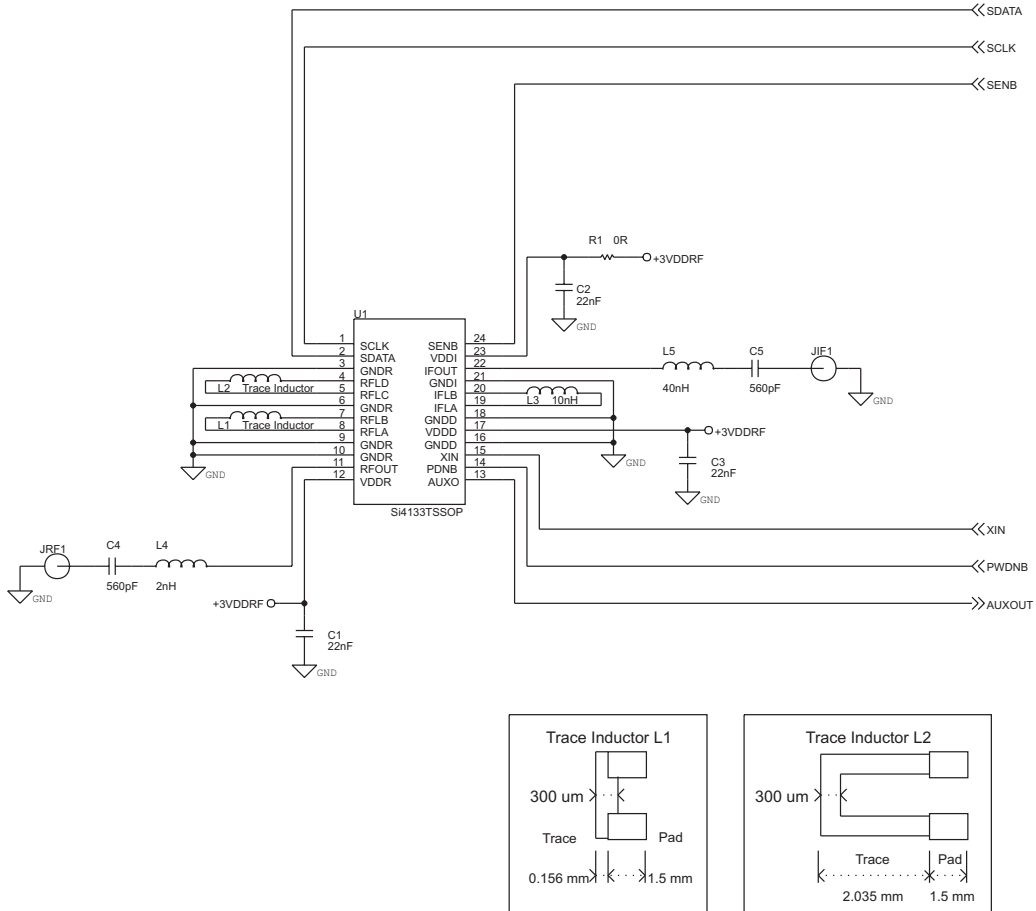 SDATA
SCLK
SENB
R1 0R
+3VDDRF
C2
22nF
GND
U1
1 SCLK SENB 24
2 SDATA VDDI 23
3 GNDR IFOUT 22
4 RFLD GNDI 21
5 RFLC IFLB 20
6 GNDR IFLA 19
7 RFLB GNDD 18
8 RFLA VDDD 17
9 GNDR GNDD 16
10 GNDR XIN 15
11 RFOUT PDNB 14
12 VDDR AUXO 13
Si4133TSSOP
L2 Trace Inductor
L1 Trace Inductor
GND
L3 10nH
L5
40nH
C5
560pF
JIF1
GND
+3VDDRF
GND
C3
22nF
GND
JRF1
C4
560pF
L4
2nH
GND
+3VDDRF
C1
22nF
GND
XIN
PWDNB
AUXOUT
Trace Inductor L1
300 um
Trace Pad
0.156 mm 1.5 mm
Trace Inductor L2
300 um
Trace Pad
2.035 mm 1.5 mm